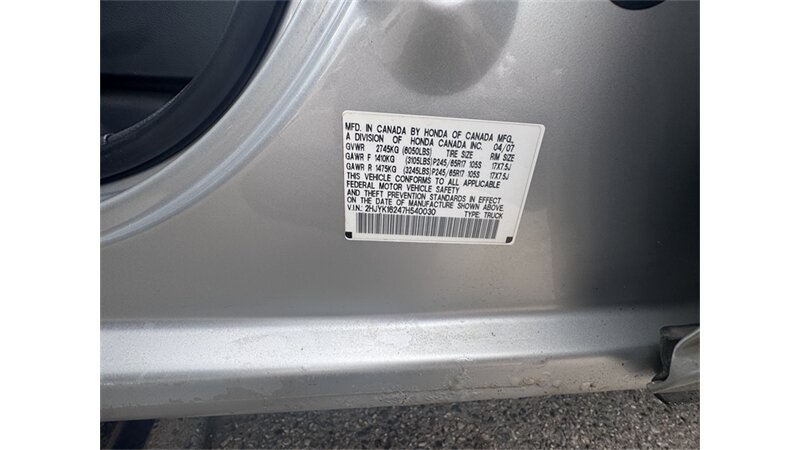 MFD. IN CANADA BY HONDA OF CANADA MFG.,
A DIVISION OF HONDA CANADA INC. 04/07
GVWR 2745KG (6050LBS) TIRE SIZE RIM SIZE
GAWR F 1410KG (3105LBS) P245/65R17 105S 17X7.5J
GAWR R 1475KG (3245LBS) P245/65R17 105S 17X7.5J
THIS VEHICLE CONFORMS TO ALL APPLICABLE
FEDERAL MOTOR VEHICLE SAFETY
AND THEFT PREVENTION STANDARDS IN EFFECT
ON THE DATE OF MANUFACTURE SHOWN ABOVE.
V.I.N.: 2HJYK16247H540030 TYPE: TRUCK